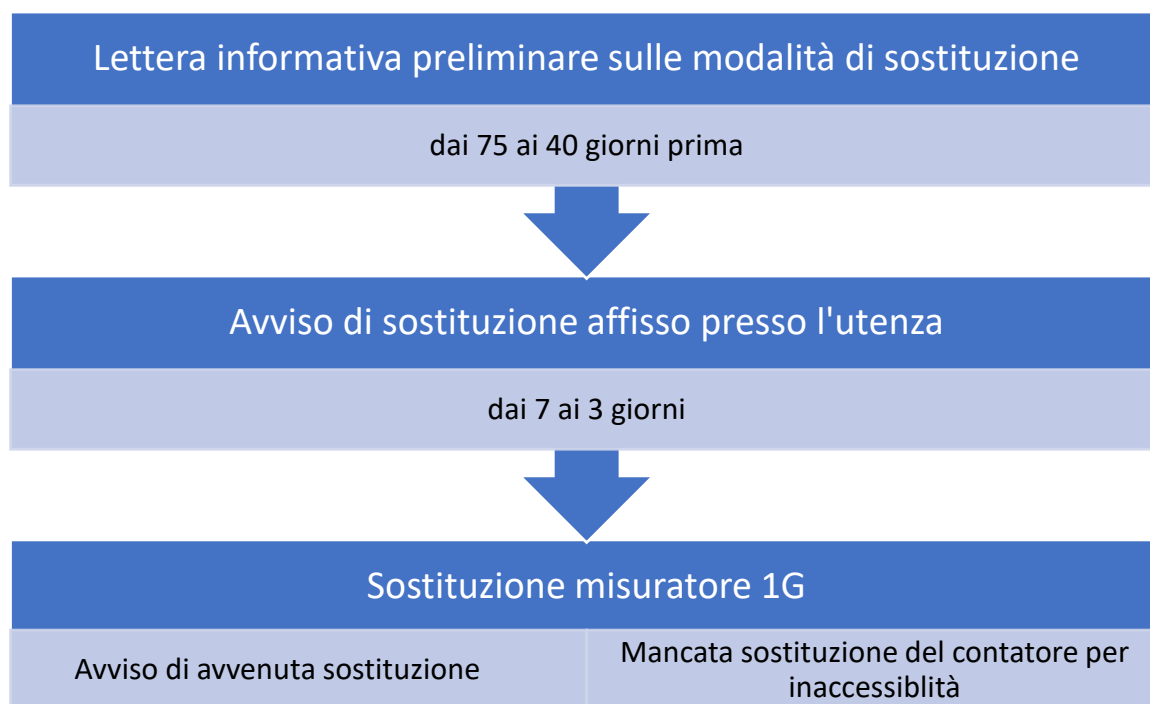 Lettera informativa preliminare sulle modalità di sostituzione
dai 75 ai 40 giorni prima
Avviso di sostituzione affisso presso l'utenza
dai 7 ai 3 giorni
Sostituzione misuratore 1G
Avviso di avvenuta sostituzione
Mancata sostituzione del contatore per
inaccessiblità